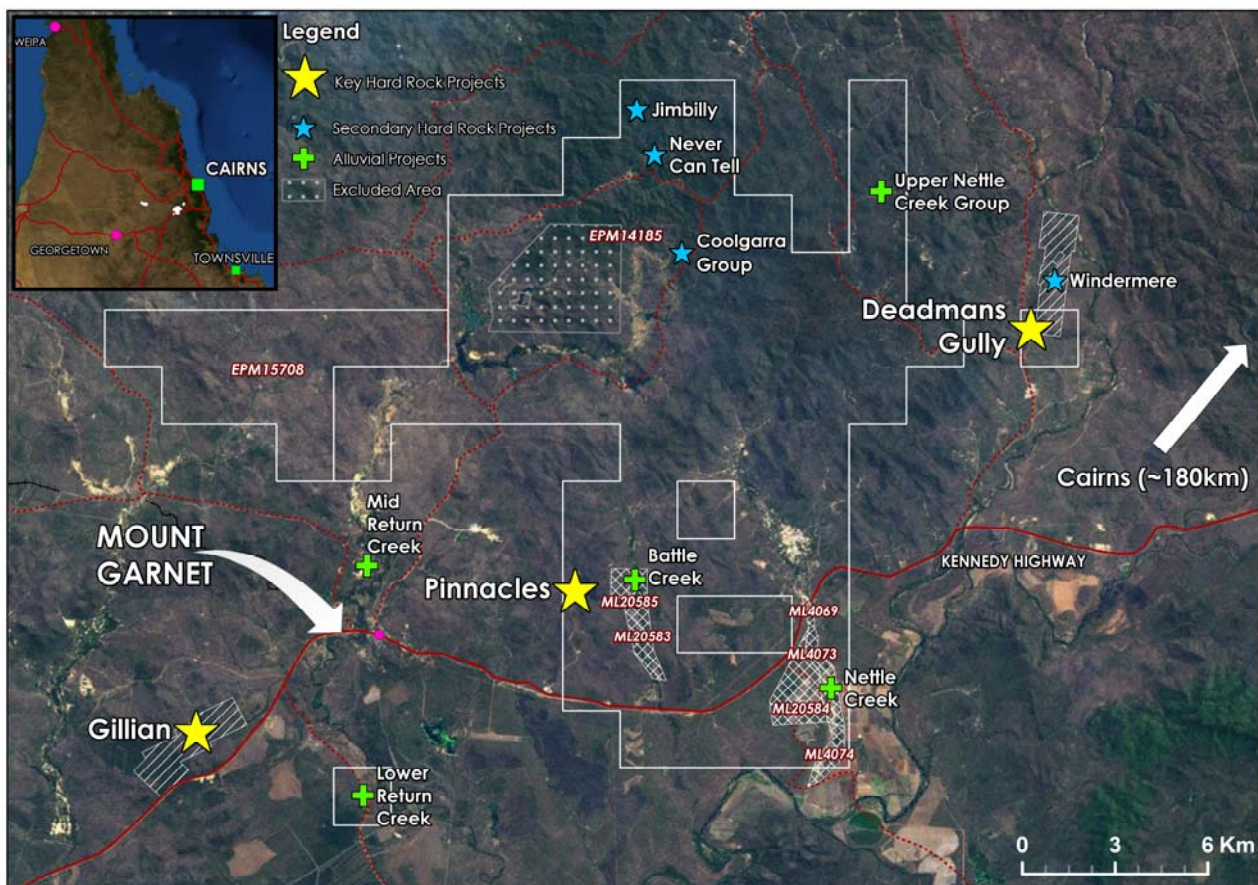 WEIPA
CAIRNS
GEORGETOWN
TOWNSVILLE
Legend
Key Hard Rock Projects
Secondary Hard Rock Projects
Alluvial Projects
Excluded Area
Jimbilly
Never
Can Tell
Upper Nettle
Creek Group
EPM14185
Coolgarra
Group
Windermere
Deadmans
Gully
EPM15708
Cairns (~180km)
Mid
Return
Creek
MOUNT
GARNET
Battle
Creek
Pinnacles
KENNEDY HIGHWAY
ML20585
ML4069
ML20583
ML4073
Nettle
Creek
ML20584
Gillian
ML4074
Lower
Return
Creek
0 3 6 Km